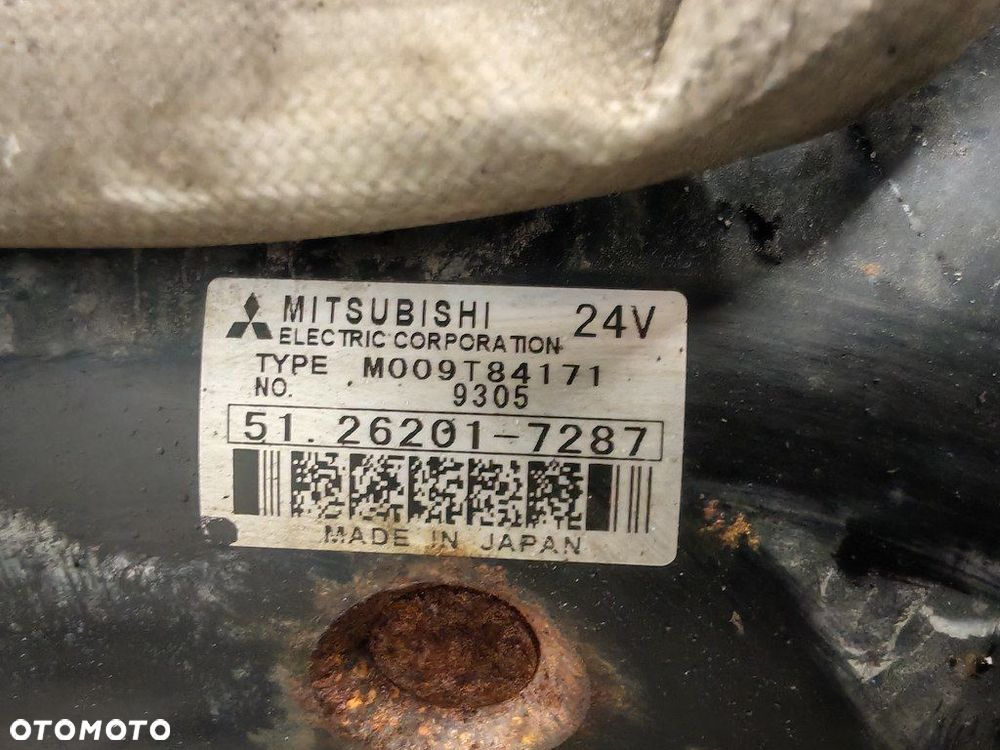 MITSUBISHI 24V
ELECTRIC CORPORATION
TYPE M009T84171
NO. 9305
51.26201-7287
MADE IN JAPAN
OTOMOTO